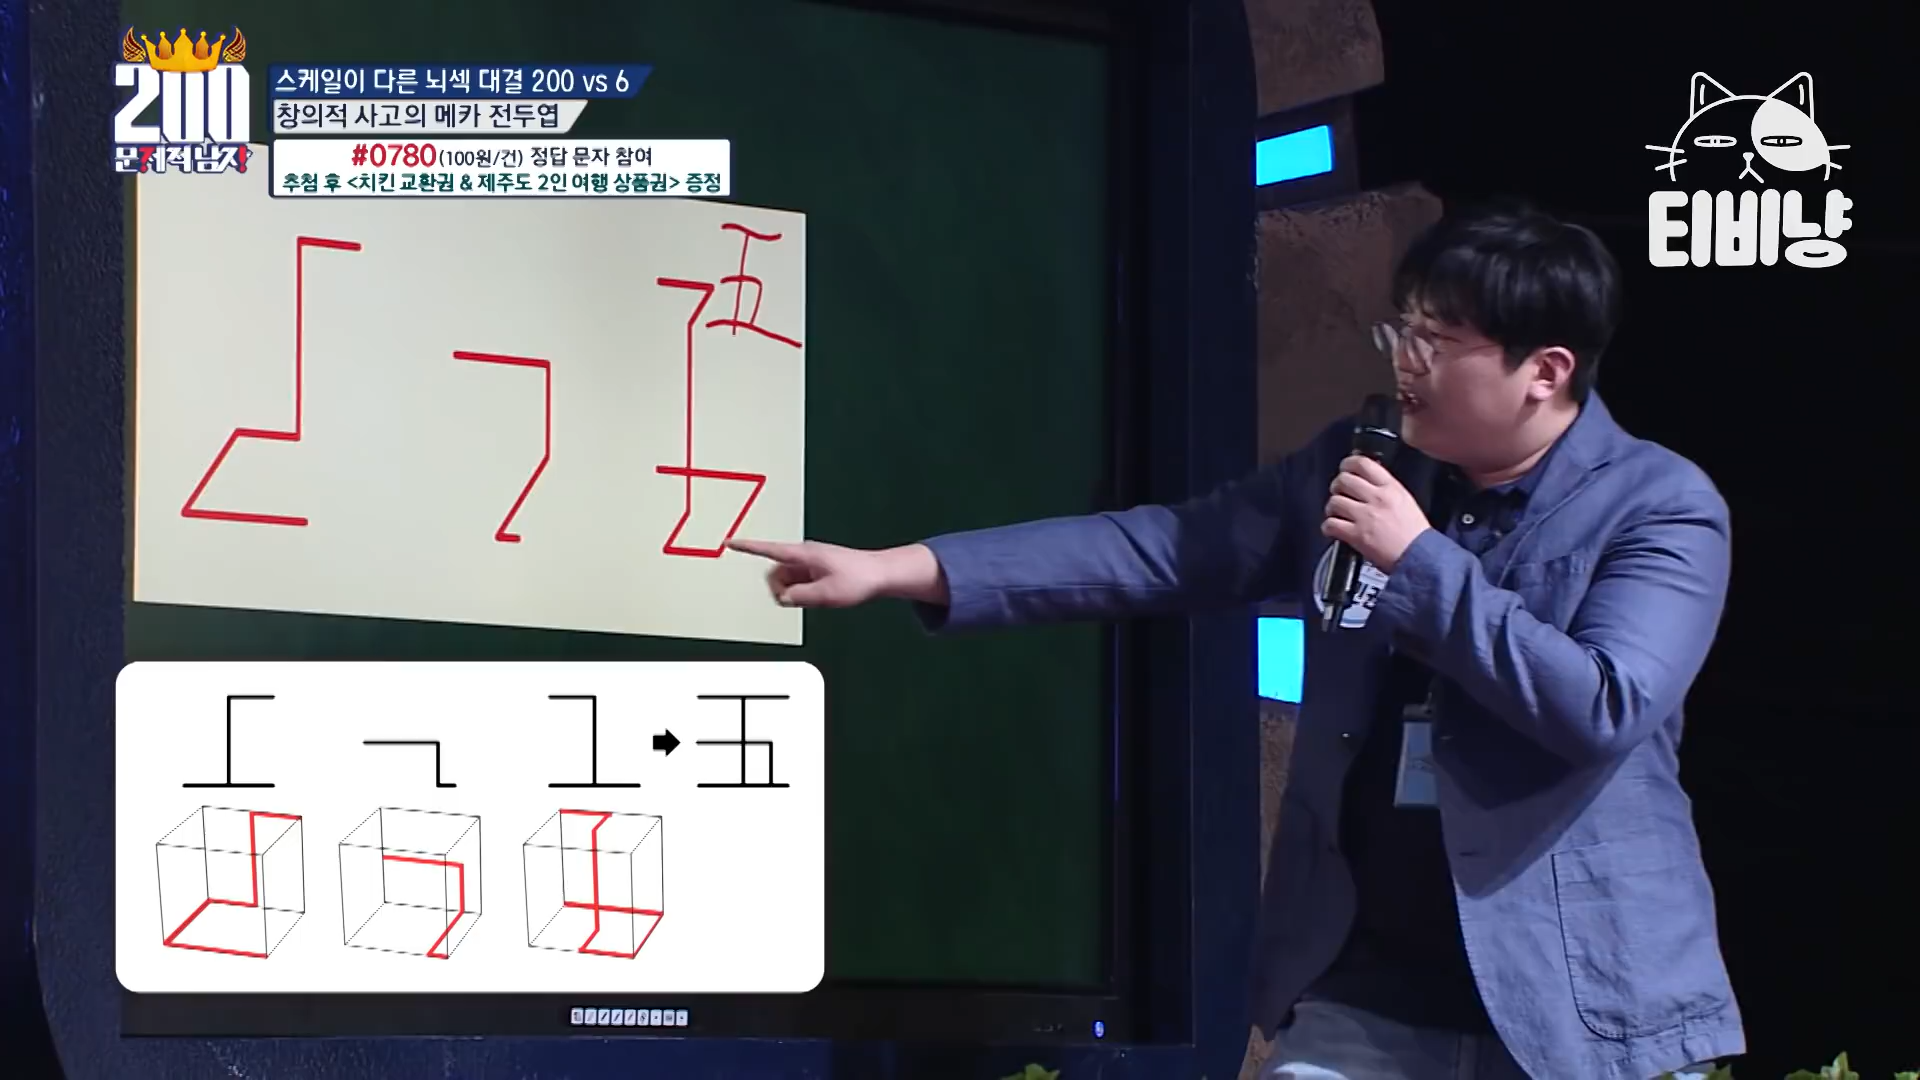 200
문제적남자
스케일이 다른 뇌섹 대결 200 vs 6
창의적 사고의 메카 전두엽
#0780(100원/건) 정답 문자 참여
추첨 후 <치킨 교환권 & 제주도 2인 여행 상품권> 증정
티비냥
五
五